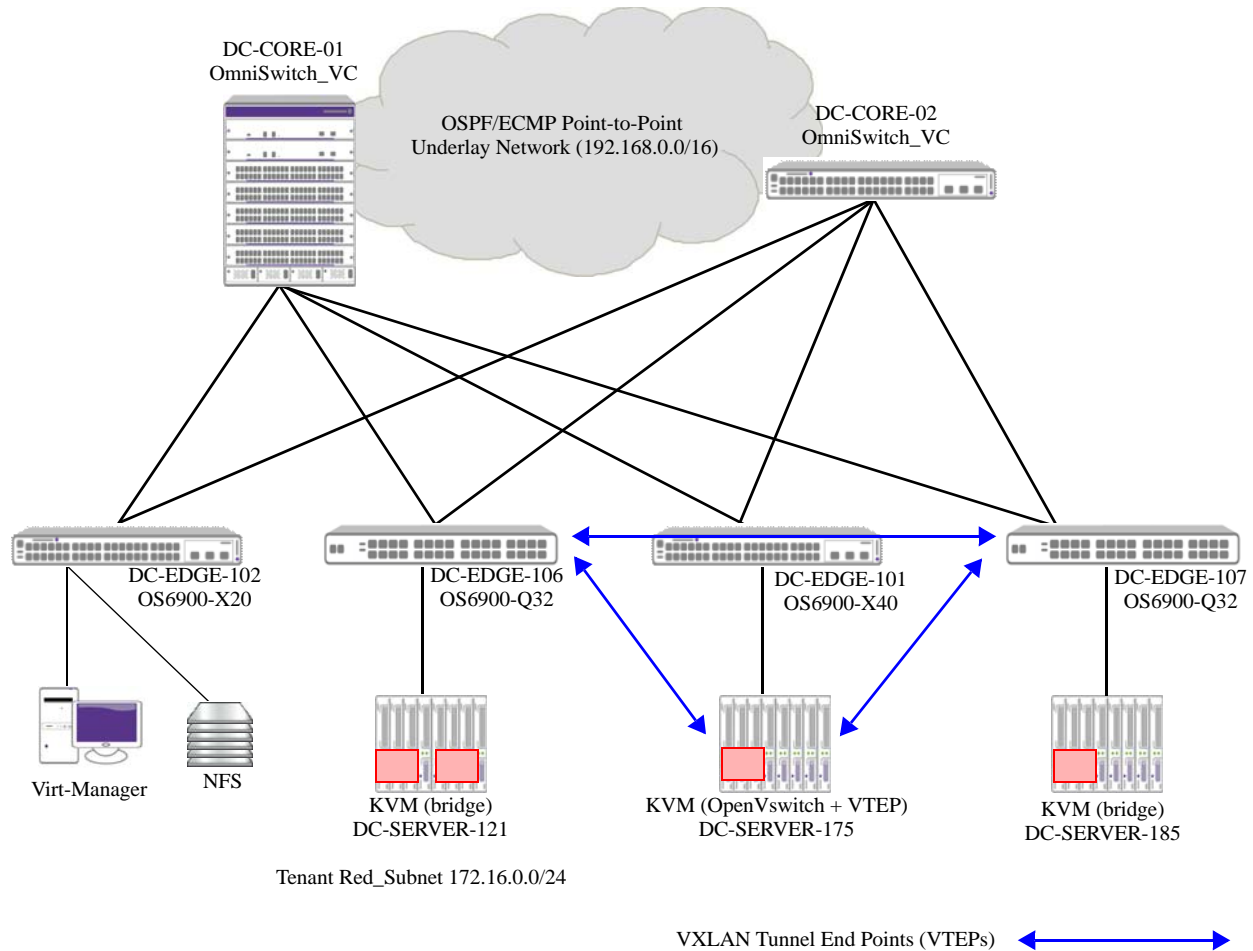 DC-CORE-01
OmniSwitch_VC
OSPF/ECMP Point-to-Point
Underlay Network (192.168.0.0/16)
DC-CORE-02
OmniSwitch_VC
DC-EDGE-102
OS6900-X20
DC-EDGE-106
OS6900-Q32
DC-EDGE-101
OS6900-X40
DC-EDGE-107
OS6900-Q32
Virt-Manager
NFS
KVM (bridge)
DC-SERVER-121
KVM (OpenVswitch + VTEP)
DC-SERVER-175
KVM (bridge)
DC-SERVER-185
Tenant Red_Subnet 172.16.0.0/24
VXLAN Tunnel End Points (VTEPs)